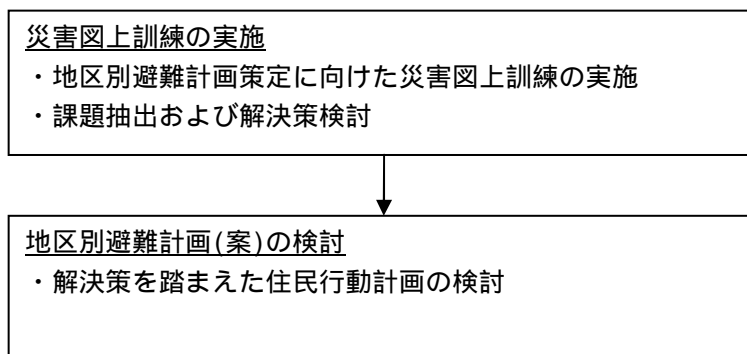 災害図上訓練の実施
・地区別避難計画策定に向けた災害図上訓練の実施
・課題抽出および解決策検討
地区別避難計画(案)の検討
・解決策を踏まえた住民行動計画の検討